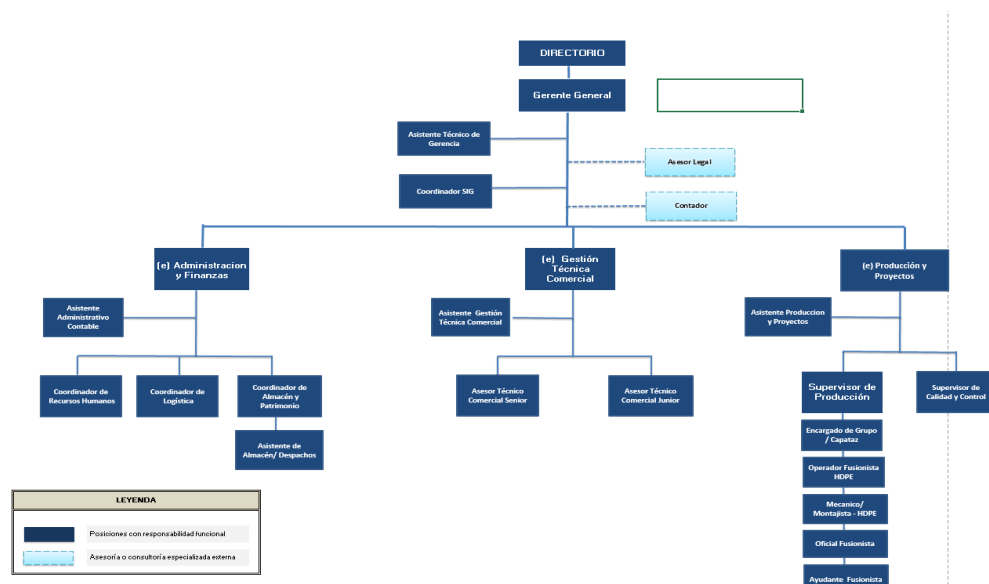 DIRECTORIO
Gerente General
Asistente Técnico de
Gerencia
Asesor Legal
Coordinador SIG
Contador
(e) Administracion
y Finanzas
(e) Gestión
Técnica
Comercial
(e) Producción y
Proyectos
Asistente
Administrativo
Contable
Asistente Gestión
Técnica Comercial
Asistente Produccion
y Proyectos
Coordinador de
Recursos Humanos
Coordinador de
Logística
Coordinador de
Almacén y
Patrimonio
Asesor Técnico
Comercial Senior
Asesor Técnico
Comercial Junior
Supervisor de
Producción
Supervisor de
Calidad y Control
Asistente de
Almacén/ Despachos
Encargado de Grupo
/ Capataz
Operador Fusionista
HDPE
Mecanico/
Montajista - HDPE
Oficial Fusionista
Ayudante Fusionista
LEYENDA
Posiciones con responsabilidad funcional
Asesoría o consultoría especializada externa